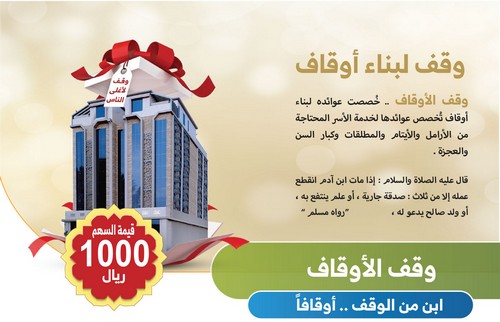 وقف لبناء أوقاف
وقف الأوقاف .. خُصصت عوائده لبناء
أوقاف تُخصص عوائدها لخدمة الأسر المحتاجة
من الأرامل والأيتام والمطلقات وكبار السن
والعجزة .
قال عليه الصلاة والسلام : إذا مات ابن آدم انقطع
عمله إلا من ثلاث : صدقة جارية ، أو علم ينتفع به ،
أو ولد صالح يدعو له ، "رواه مسلم"
وقف
لأغلى
الناس
قيمة السهم
1000
ريال
وقف الأوقاف
ابن من الوقف .. أوقافاً